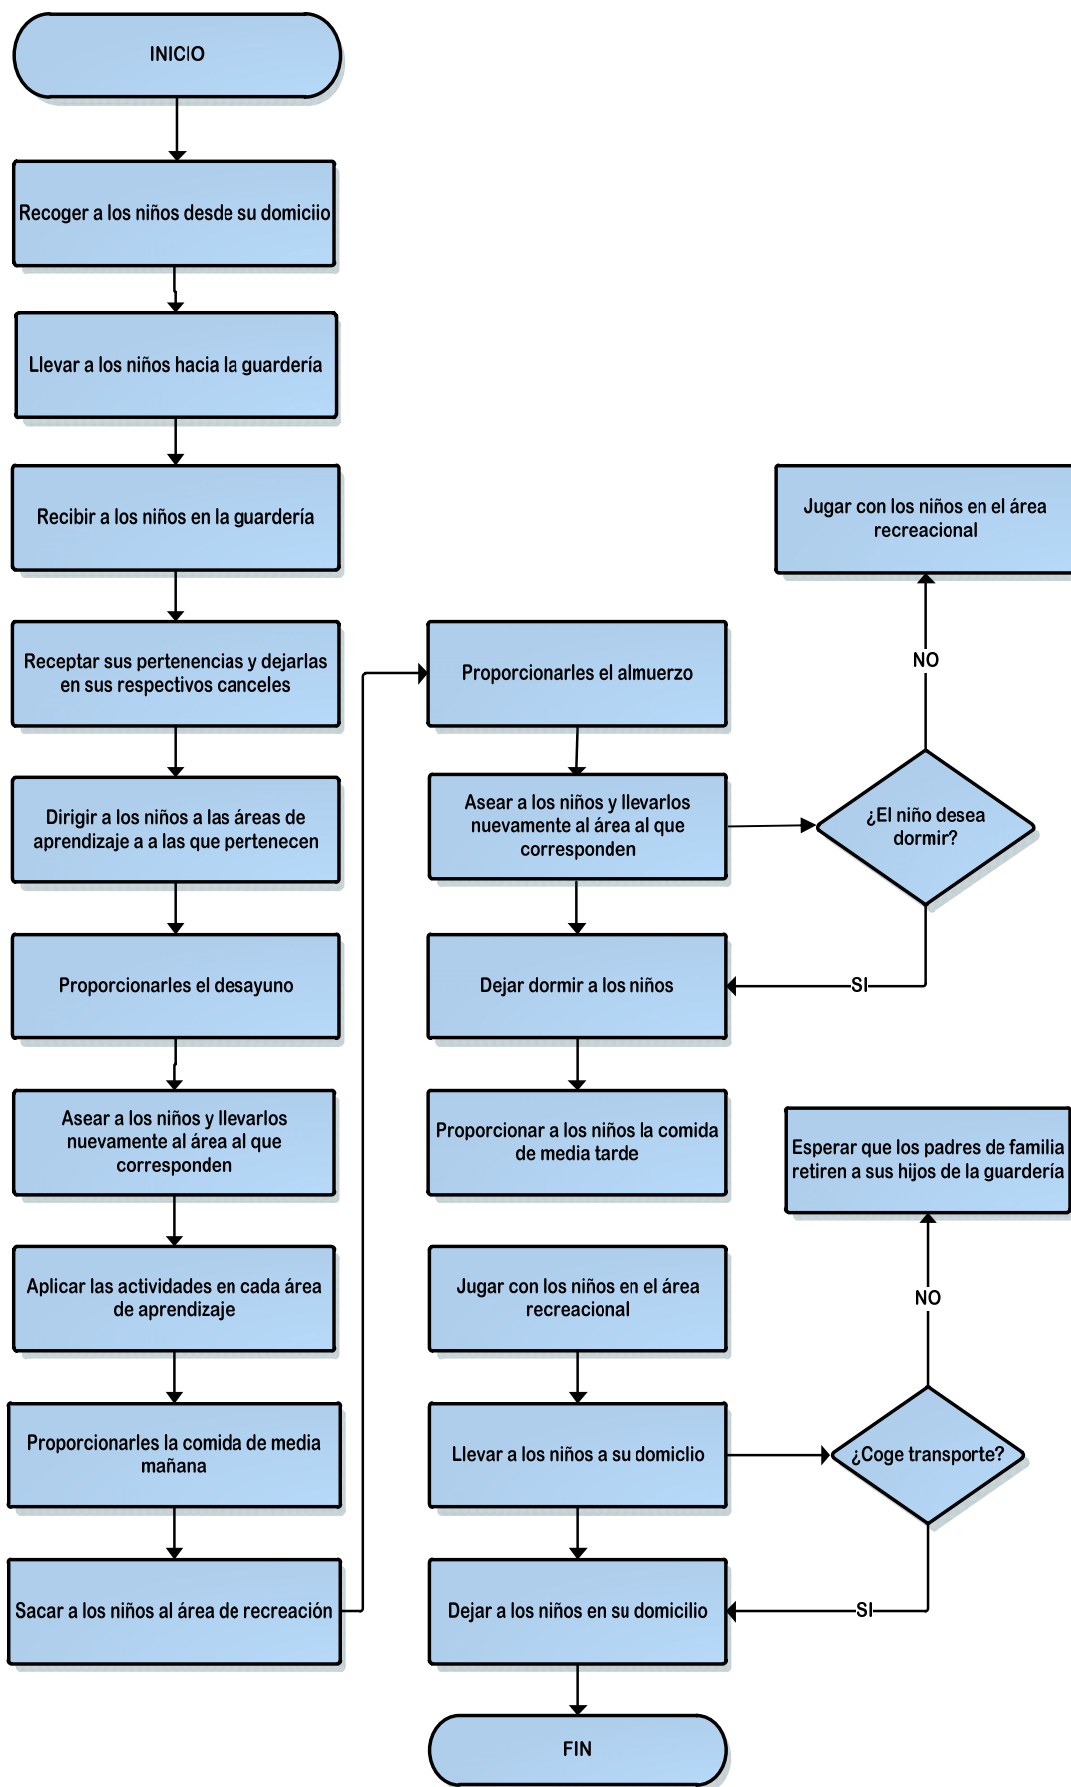 INICIO
Recoger a los niños desde su domiciio
Llevar a los niños hacia la guardería
Recibir a los niños en la guardería
Receptar sus pertenencias y dejarlas
en sus respectivos canceles
Dirigir a los niños a las áreas de
aprendizaje a a las que pertenecen
Proporcionarles el desayuno
Asear a los niños y llevarlos
nuevamente al área al que
corresponden
Aplicar las actividades en cada área
de aprendizaje
Proporcionarles la comida de media
mañana
Sacar a los niños al área de recreación
Proporcionarles el almuerzo
Asear a los niños y llevarlos
nuevamente al área al que
corresponden
¿El niño desea
dormir?
NO
Jugar con los niños en el área
recreacional
SI
Dejar dormir a los niños
Proporcionar a los niños la comida
de media tarde
Jugar con los niños en el área
recreacional
Llevar a los niños a su domiclio
¿Coge transporte?
NO
Esperar que los padres de familia
retiren a sus hijos de la guardería
SI
Dejar a los niños en su domicilio
FIN